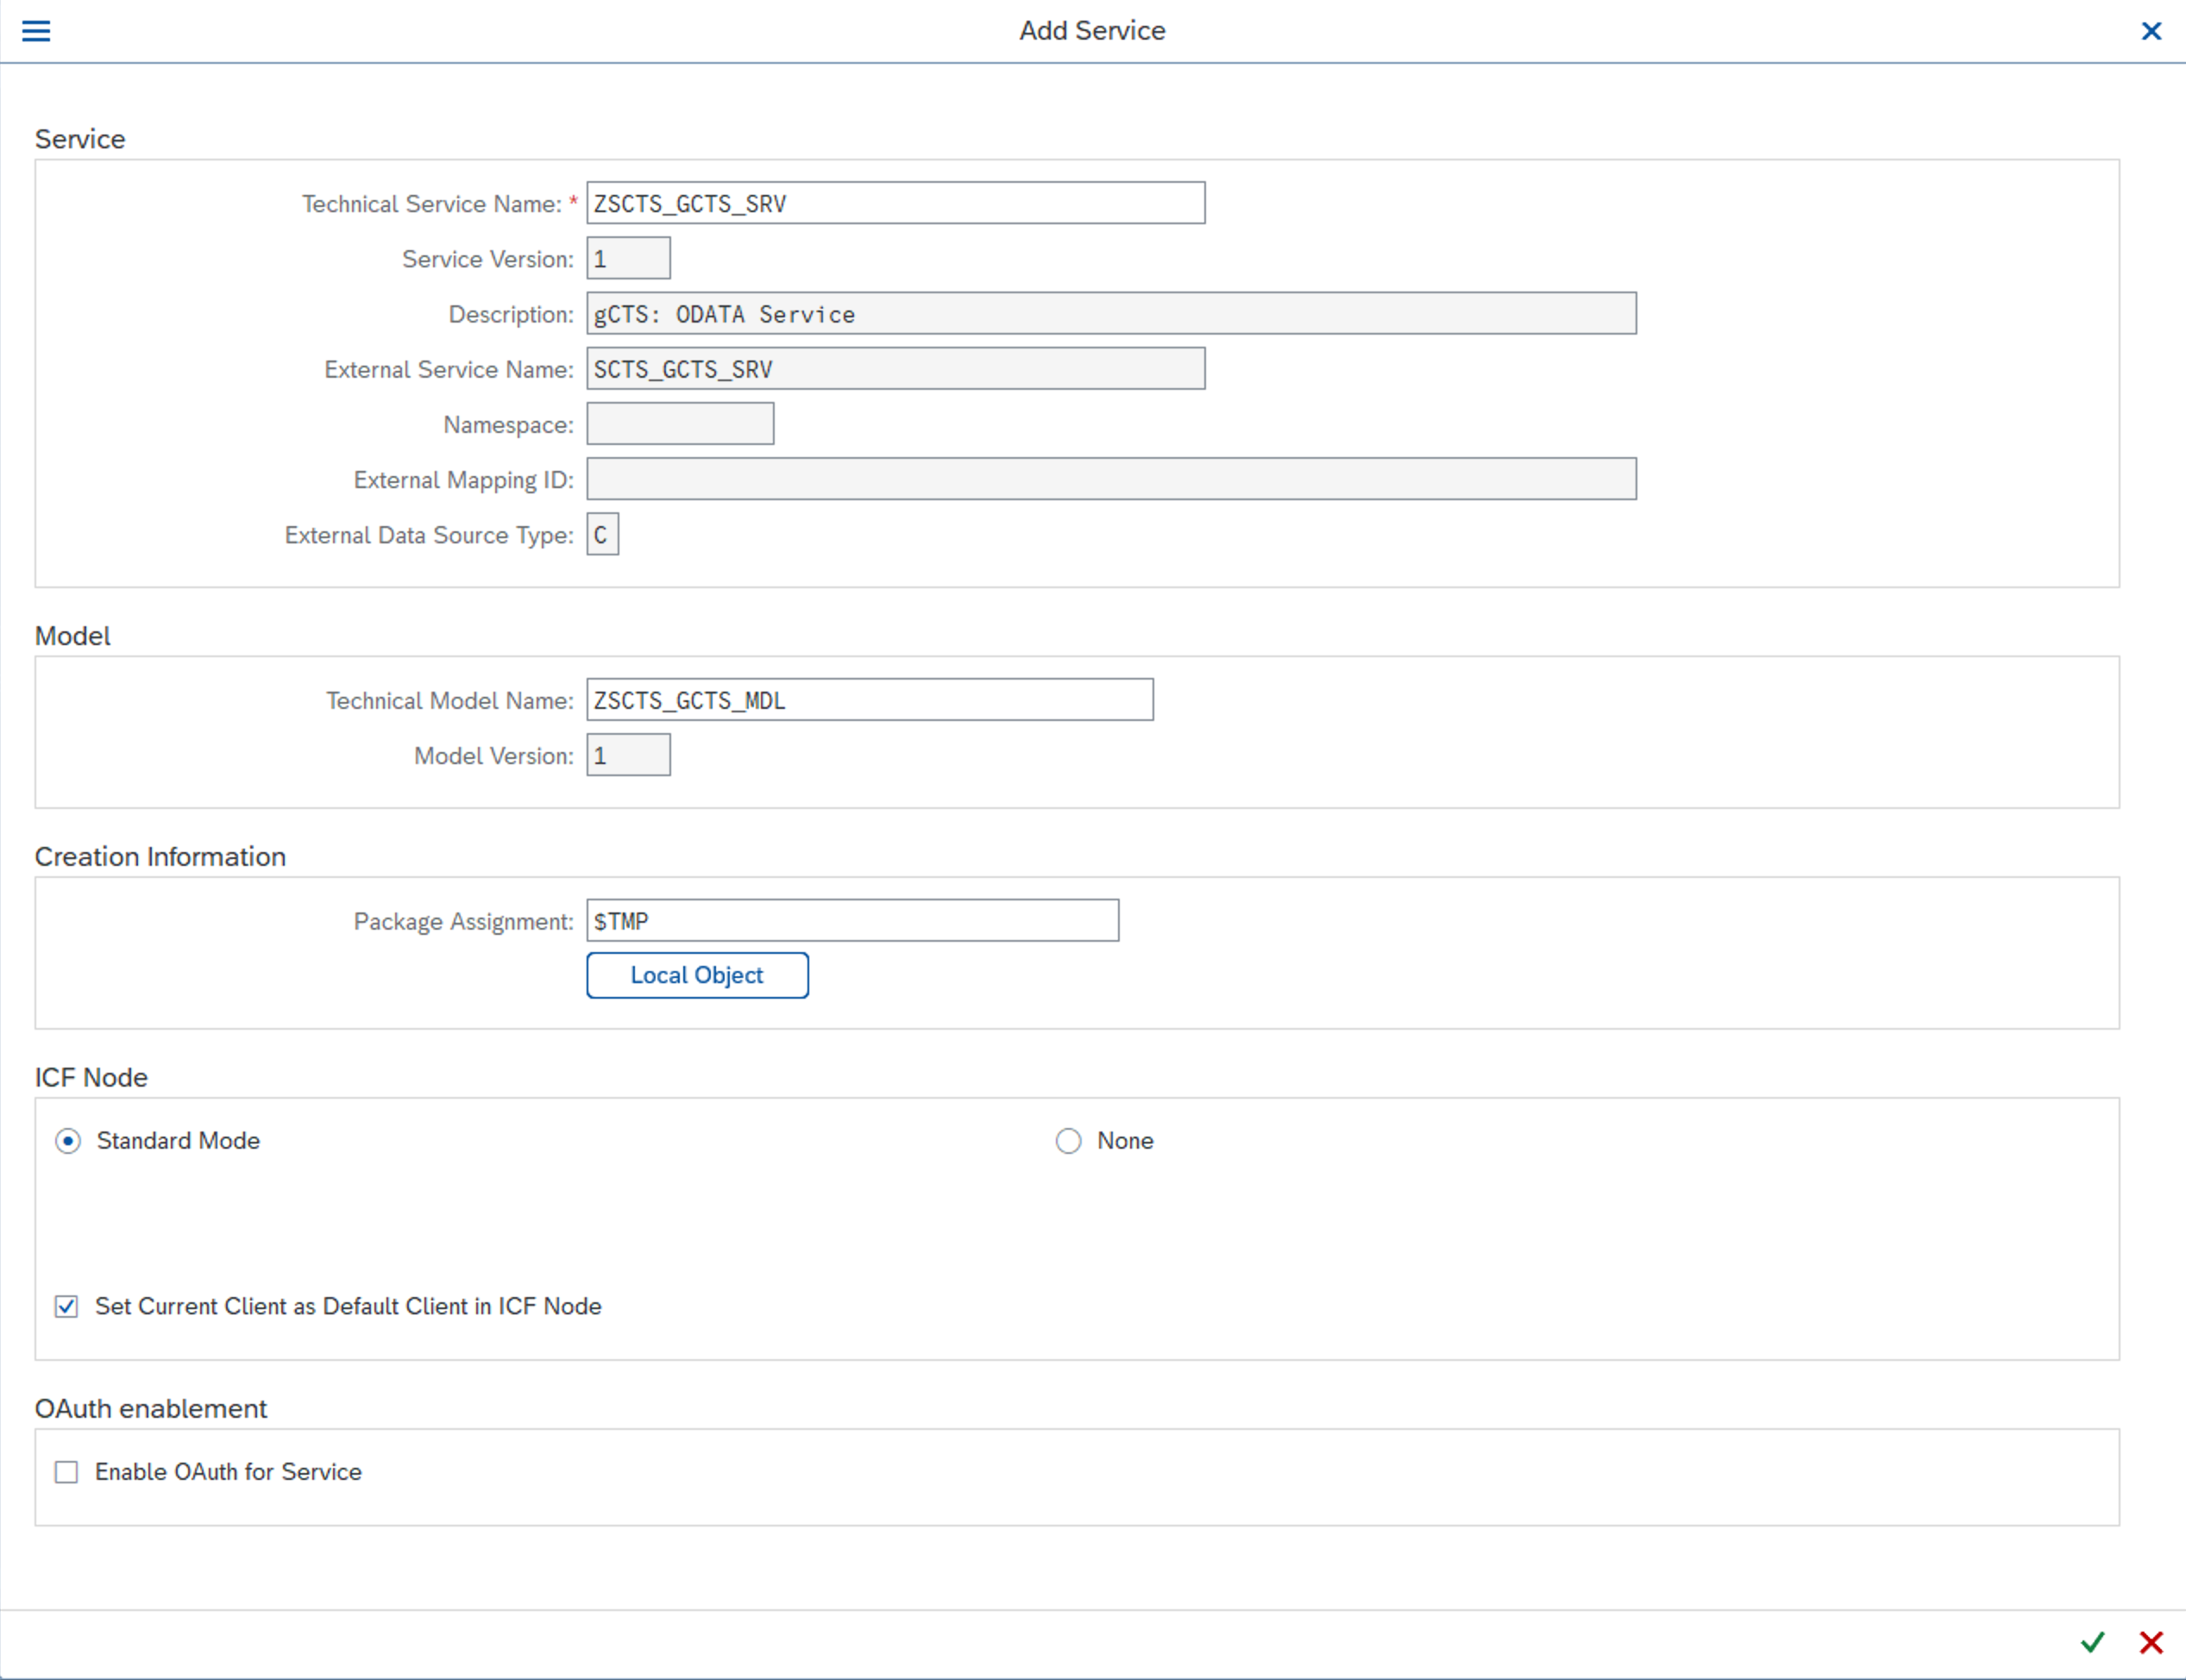 Add Service
Service
Technical Service Name: * ZSCTS_GCTS_SRV
Service Version: 1
Description: gCTS: ODATA Service
External Service Name: SCTS_GCTS_SRV
Namespace:
External Mapping ID:
External Data Source Type: C
Model
Technical Model Name: ZSCTS_GCTS_MDL
Model Version: 1
Creation Information
Package Assignment: $TMP
Local Object
ICF Node
Standard Mode None
Set Current Client as Default Client in ICF Node
OAuth enablement
Enable OAuth for Service